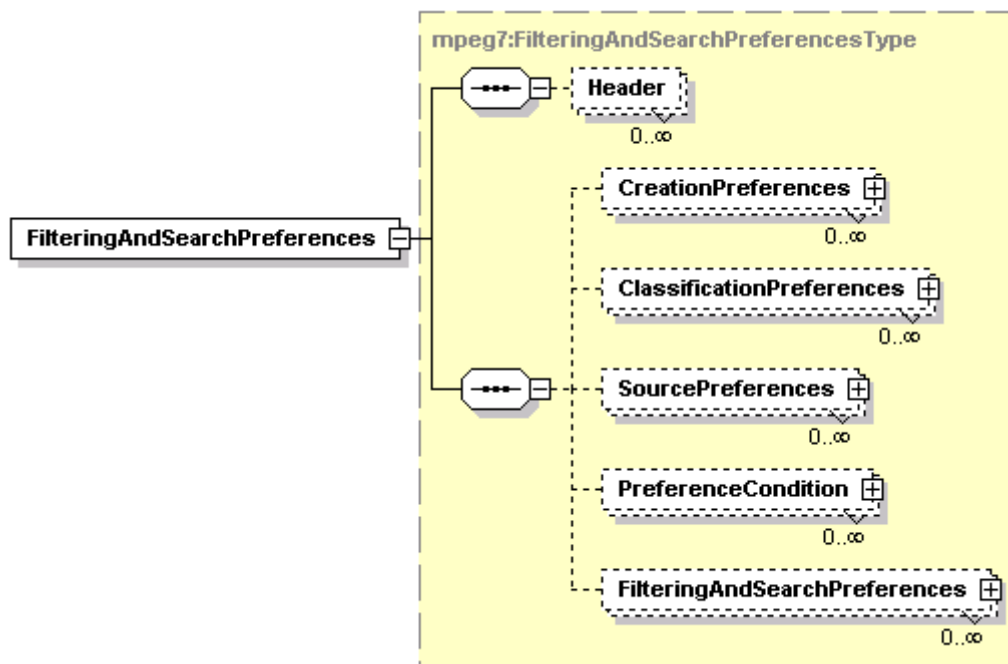 mpeg7:FilteringAndSearchPreferencesType
Header
0..∞
CreationPreferences
0..∞
FilteringAndSearchPreferences
ClassificationPreferences
0..∞
SourcePreferences
0..∞
PreferenceCondition
0..∞
FilteringAndSearchPreferences
0..∞